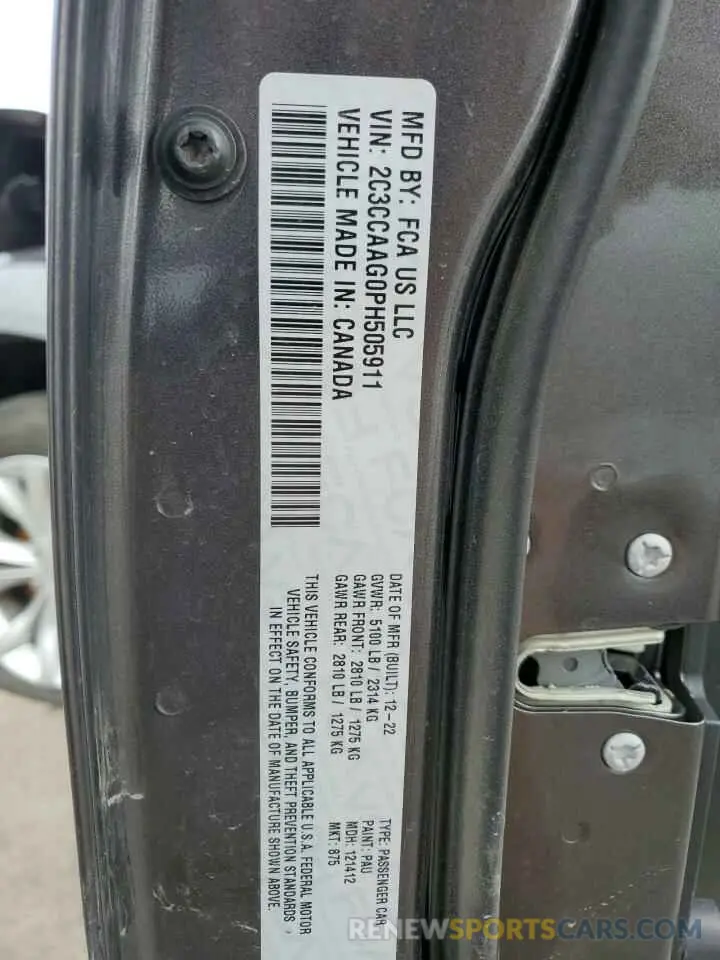 MFD BY: FCA US LLC
VIN: 2C3CCAAG0PH505911
VEHICLE MADE IN: CANADA
DATE OF MFR (BUILT): 12-22
GVWR: 5100 LB / 2314 KG
GAWR FRONT: 2810 LB / 1275 KG
GAWR REAR: 2810 LB / 1275 KG
THIS VEHICLE CONFORMS TO ALL APPLICABLE U.S.A. FEDERAL MOTOR
VEHICLE SAFETY, BUMPER, AND THEFT PREVENTION STANDARDS
IN EFFECT ON THE DATE OF MANUFACTURE SHOWN ABOVE.
TYPE: PASSENGER CAR
PAINT: PAU
MDH: 121412
MKT: 875
RENEWSPORTSCARS.COM